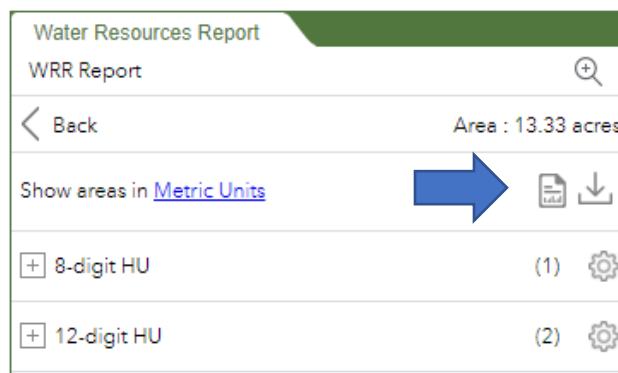 Water Resources Report
WRR Report
Back Area : 13.33 acres
Show areas in Metric Units
8-digit HU (1)
12-digit HU (2)